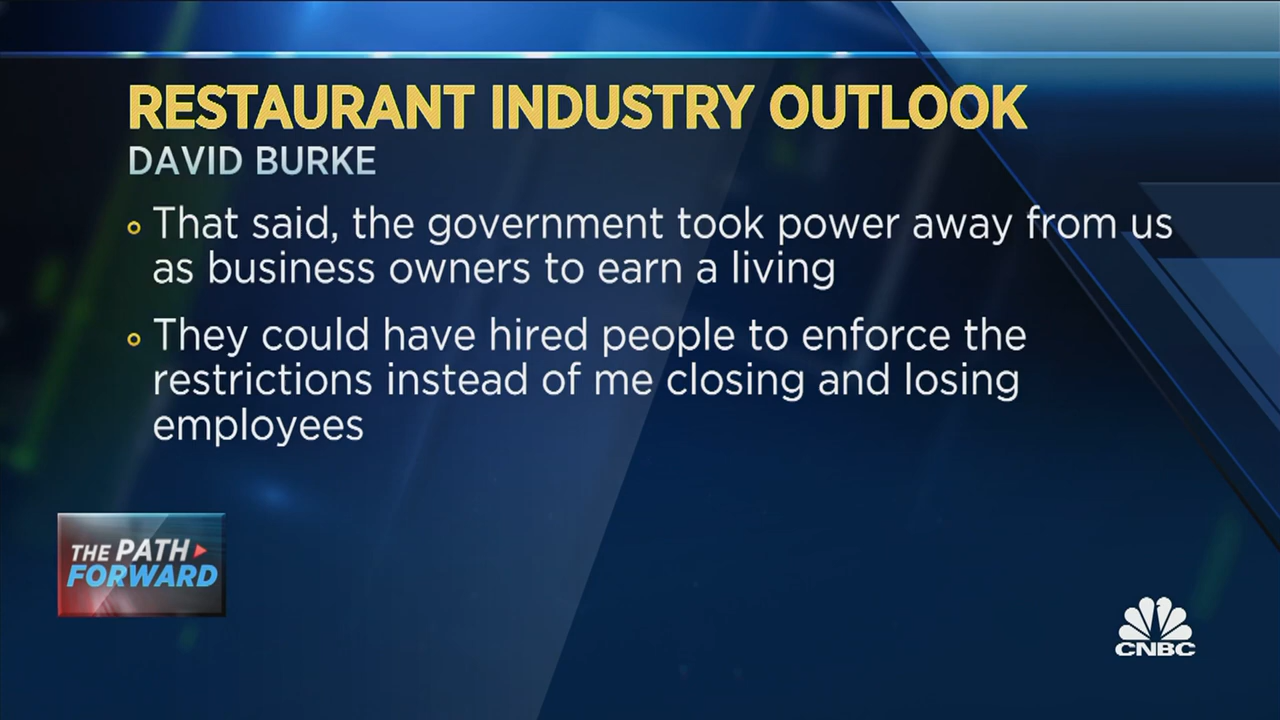 RESTAURANT INDUSTRY OUTLOOK
DAVID BURKE
That said, the government took power away from us
as business owners to earn a living
They could have hired people to enforce the
restrictions instead of me closing and losing
employees
THE PATH
FORWARD
CNBC